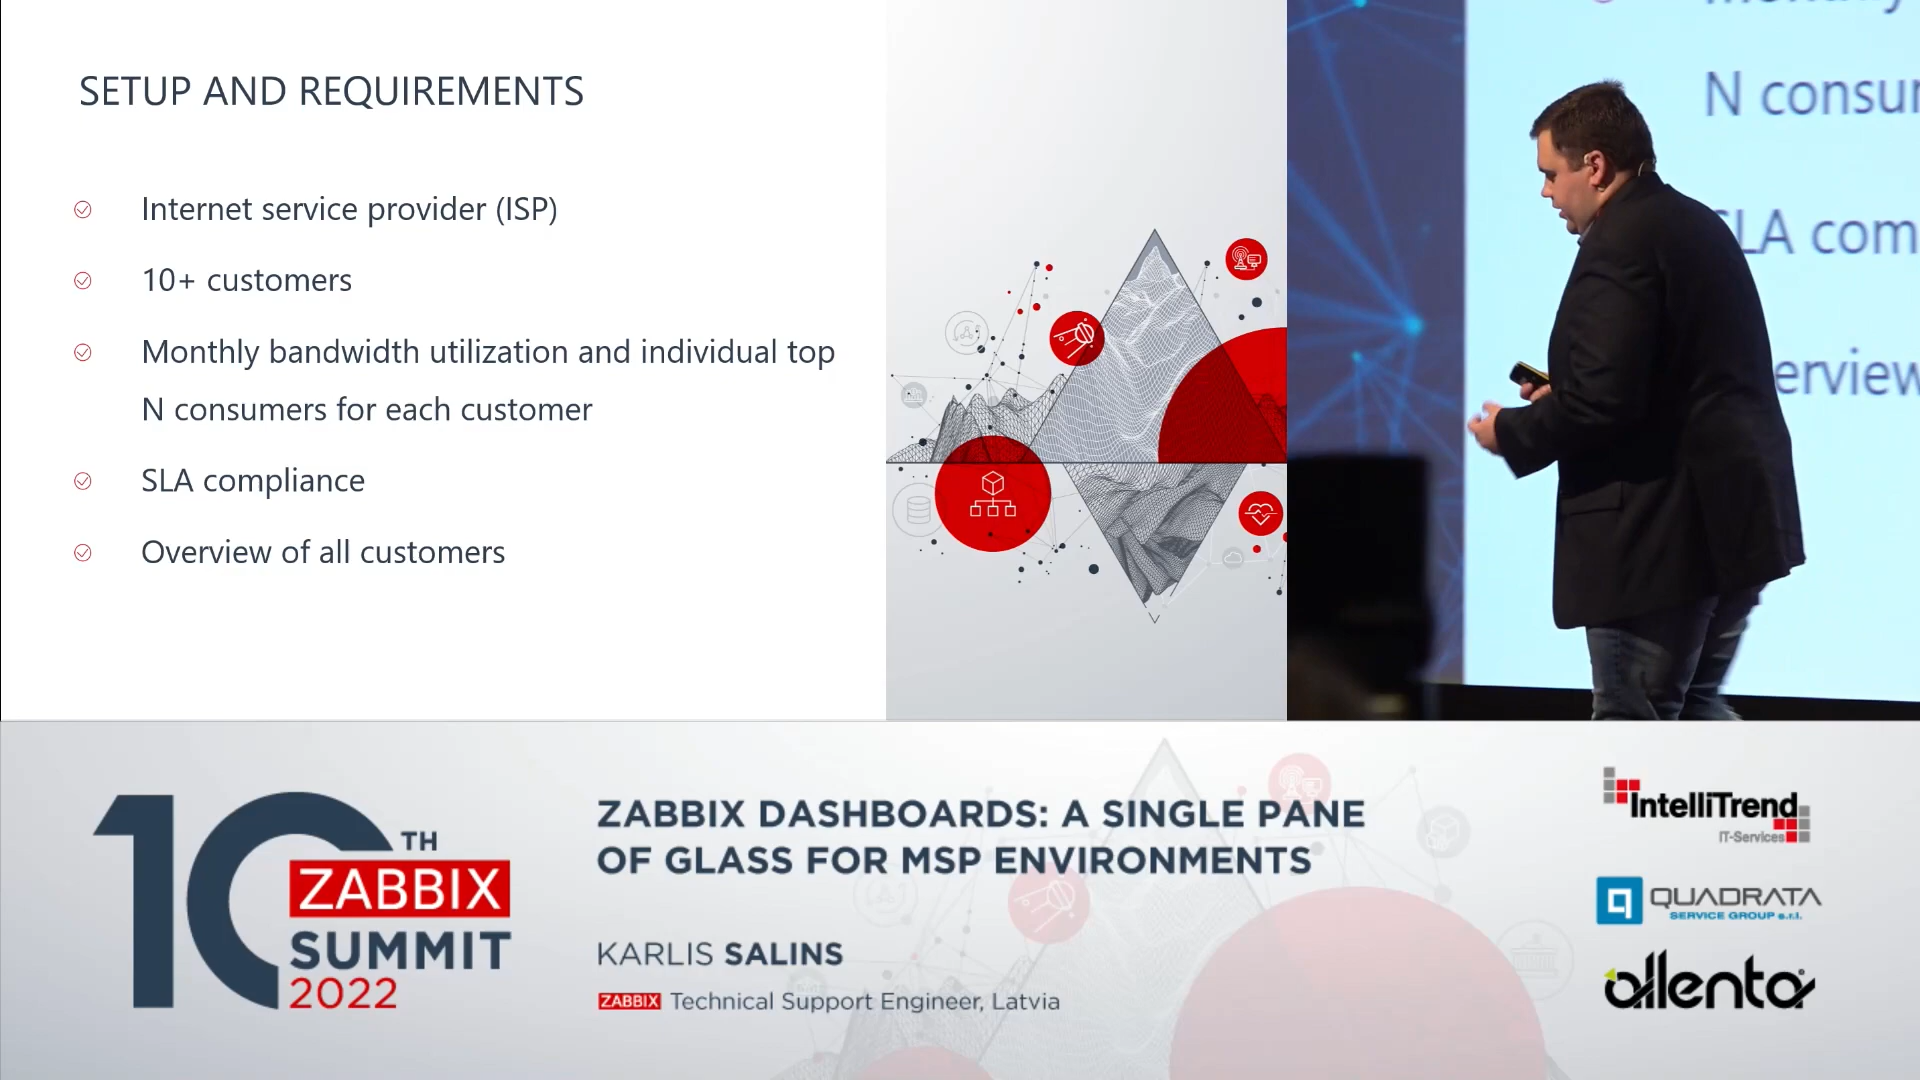 SETUP AND REQUIREMENTS
Internet service provider (ISP)
10+ customers
Monthly bandwidth utilization and individual top
N consumers for each customer
SLA compliance
Overview of all customers
N consu
LA com
erview
10TH
ZABBIX
SUMMIT
2022
ZABBIX DASHBOARDS: A SINGLE PANE
OF GLASS FOR MSP ENVIRONMENTS
KARLIS SALINS
ZABBIX Technical Support Engineer, Latvia
IntelliTrend
IT-Services
QUADRATA
SERVICE GROUP s.r.l.
allenta